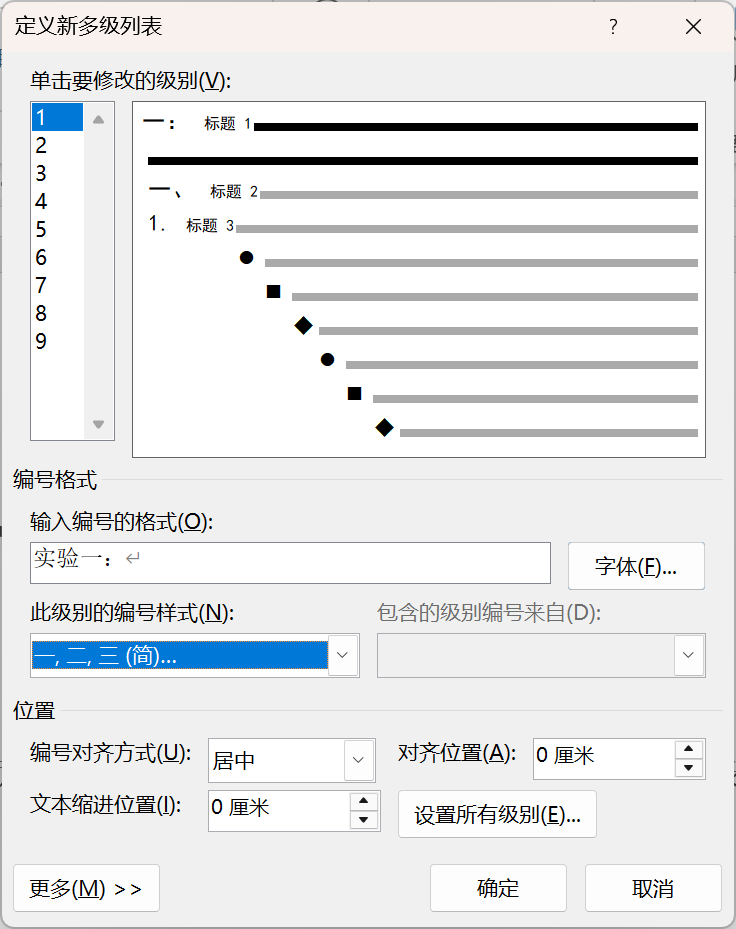 定义新多级列表 ?
单击要修改的级别(V):
1
2
3
4
5
6
7
8
9
一： 标题 1
一、 标题 2
1. 标题 3
编号格式
输入编号的格式(O):
实验一：↵
字体(F)...
此级别的编号样式(N): 包含的级别编号来自(D):
一, 二, 三 (简)...
位置
编号对齐方式(U): 居中 对齐位置(A): 0 厘米
文本缩进位置(I): 0 厘米 设置所有级别(E)...
更多(M) >> 确定 取消